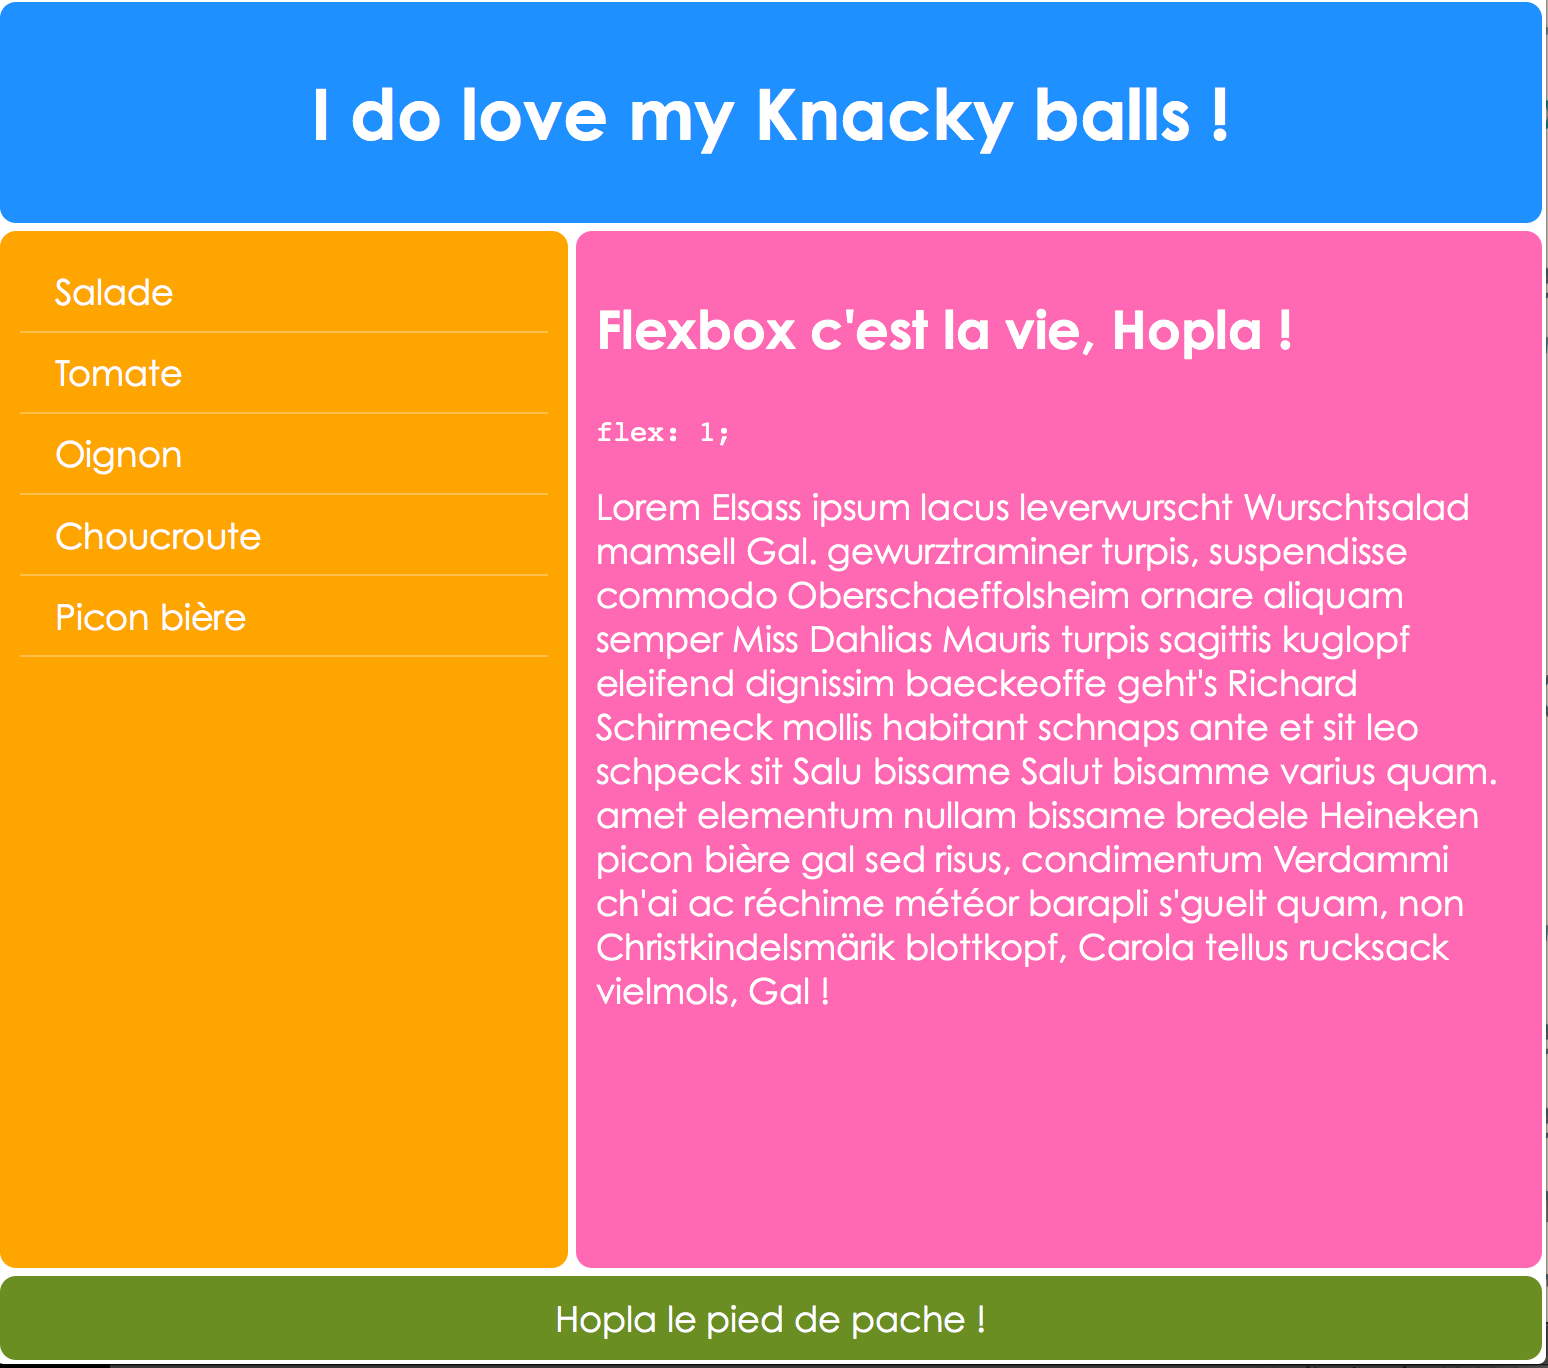 I do love my Knacky balls !
Salade
Tomate
Oignon
Choucroute
Picon bière
Flexbox c'est la vie, Hopla !
flex: 1;
Lorem Elsass ipsum lacus leverwurscht Wurschtsalad
mamsell Gal. gewurztraminer turpis, suspendisse
commodo Oberschaeffolsheim ornare aliquam
semper Miss Dahlias Mauris turpis sagittis kuglopf
eleifend dignissim baeckeoffe geht's Richard
Schirmeck mollis habitant schnaps ante et sit leo
schpeck sit Salu bissame Salut bisamme varius quam.
amet elementum nullam bissame bredele Heineken
picon bière gal sed risus, condimentum Verdammi
ch'ai ac réchime météor barapli s'guelt quam, non
Christkindelsmärik blottkopf, Carola tellus rucksack
vielmols, Gal !
Hopla le pied de pache !